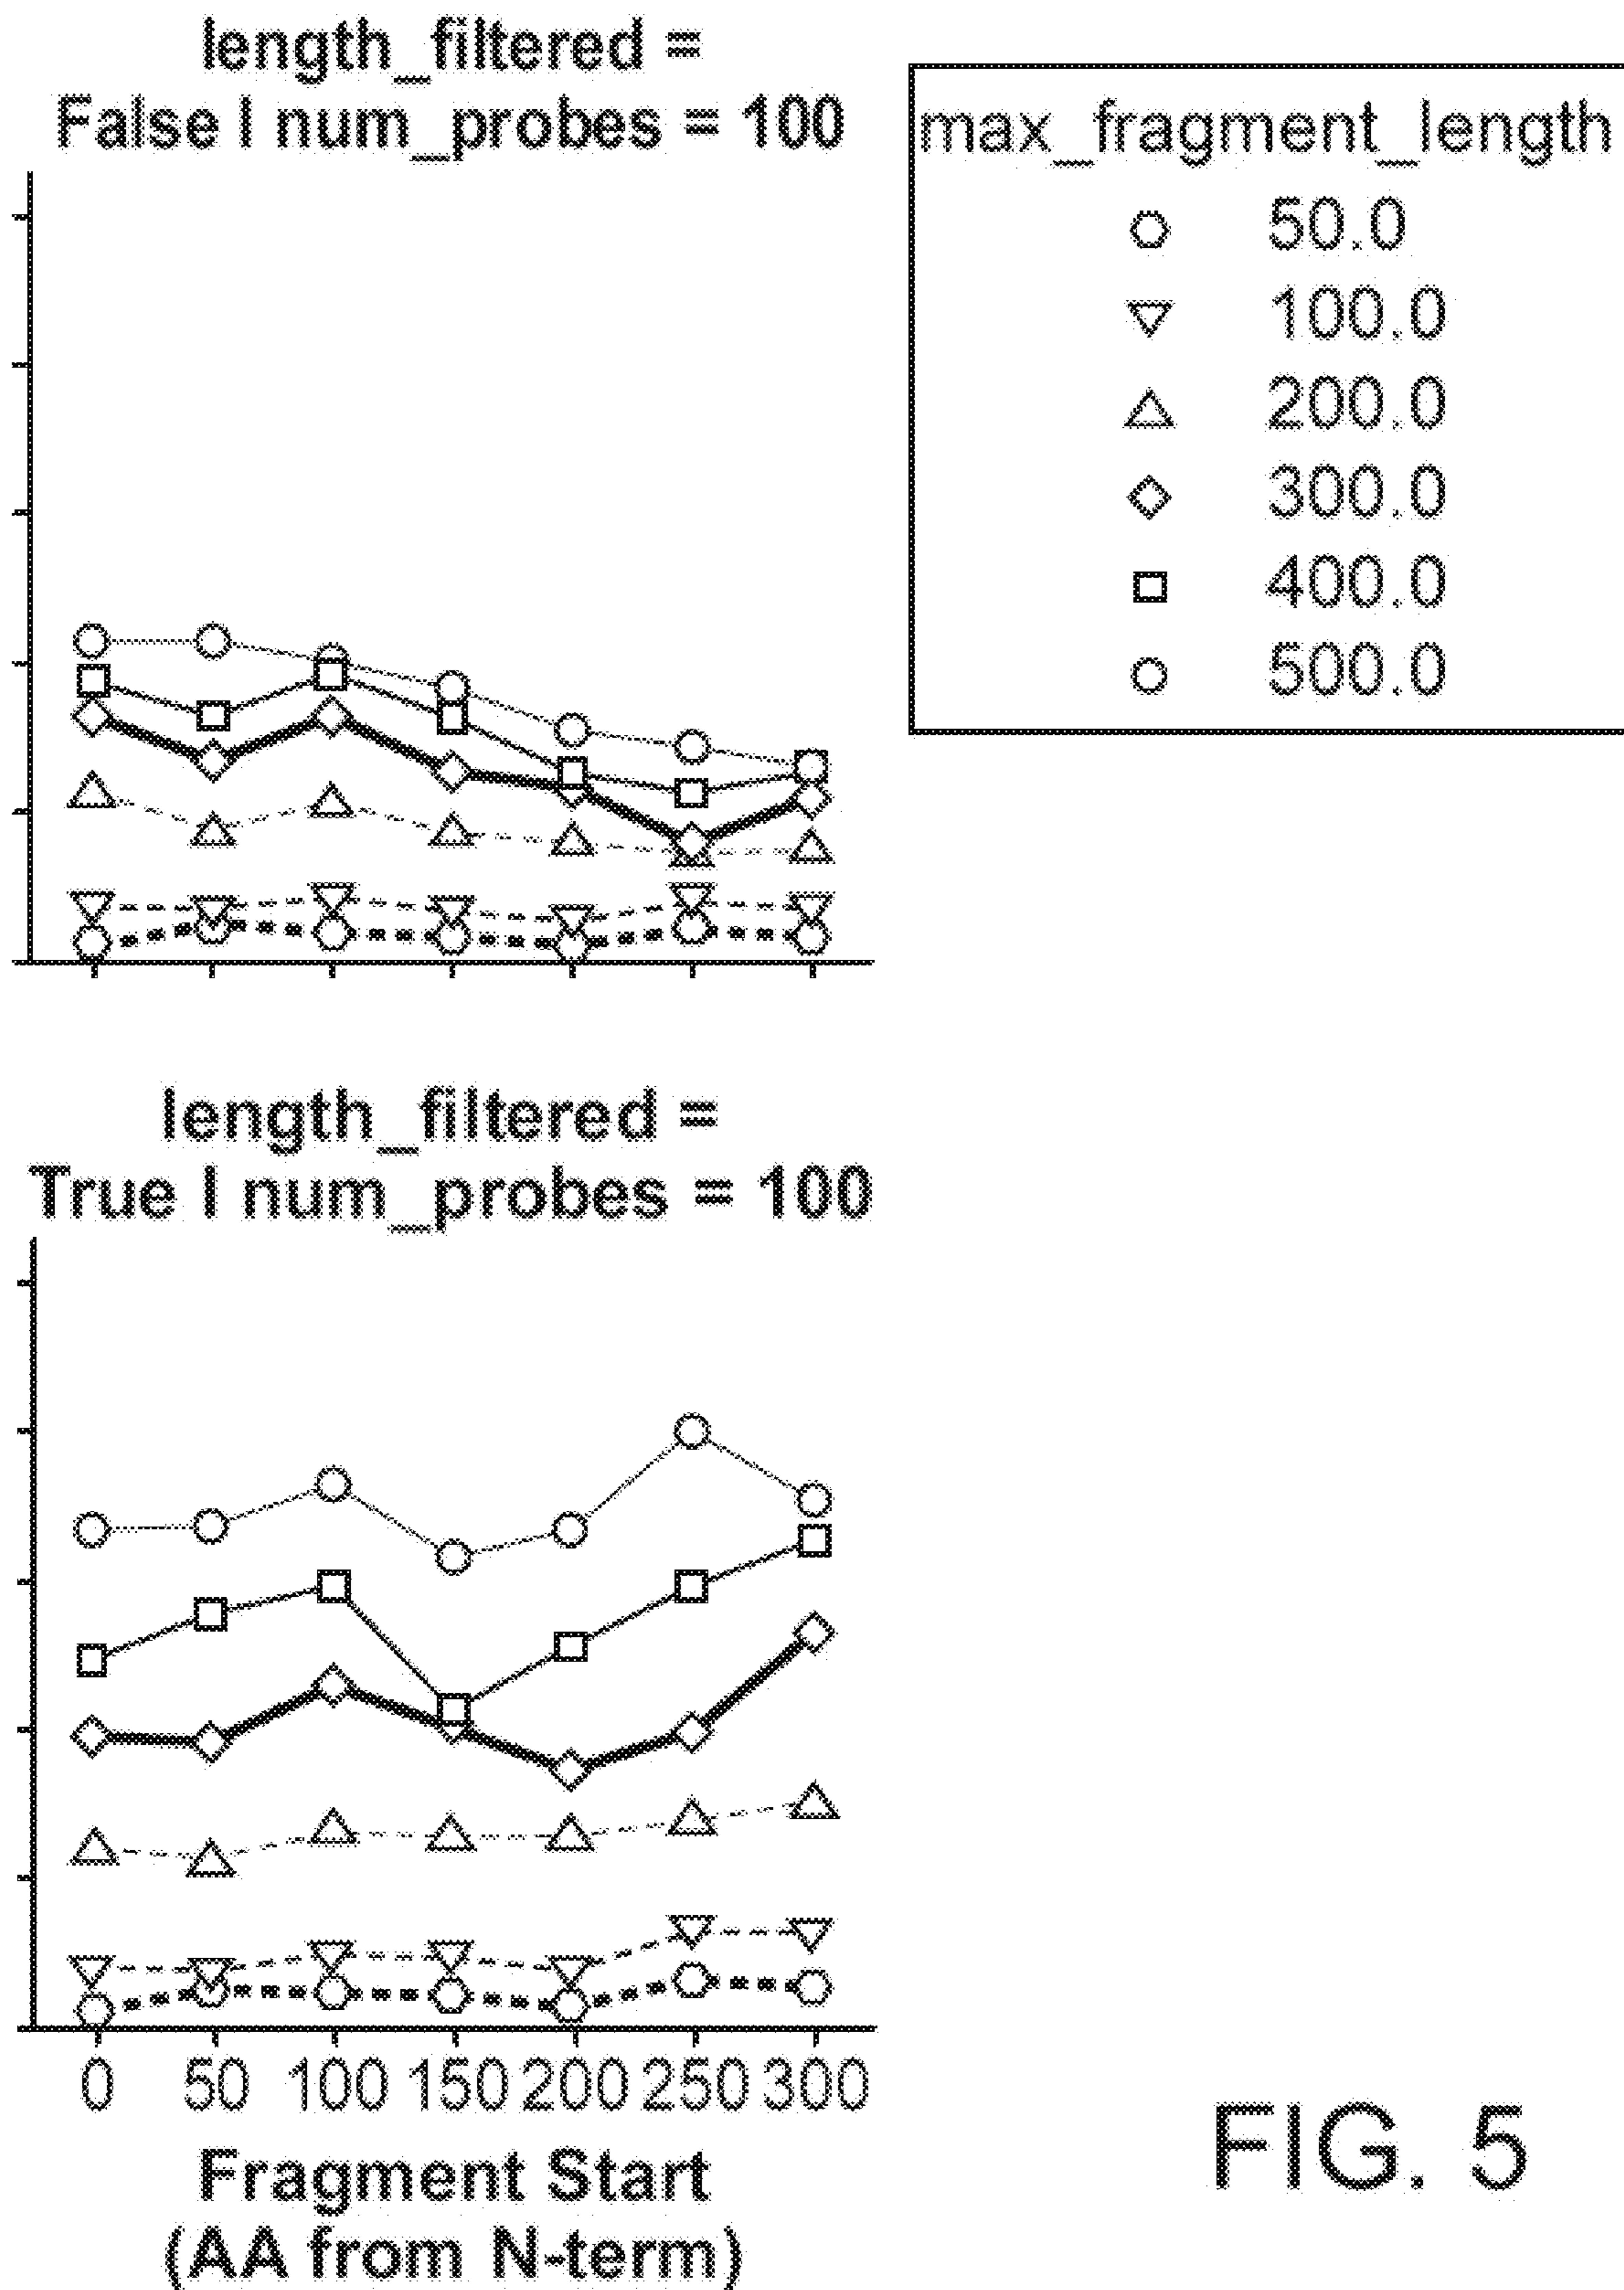 length_filtered =
False | num_probes = 100
max_fragment_length
50.0
100.0
200.0
300.0
400.0
500.0
length_filtered =
True | num_probes = 100
0 50 100 150 200 250 300
Fragment Start
(AA from N-term)
FIG. 5